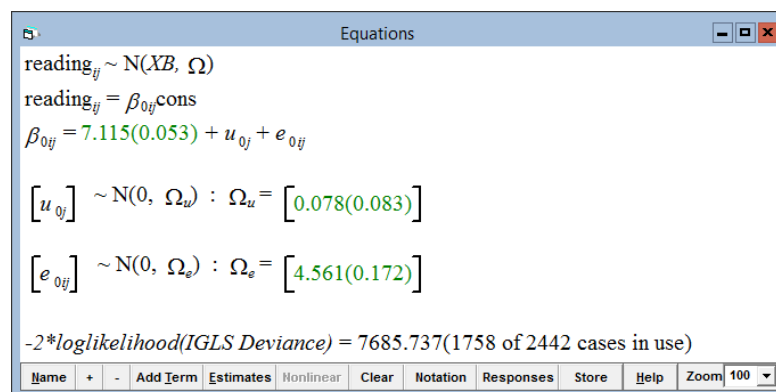 Equations
reading_ij ~ N(XB, Ω)
reading_ij = β_0ij cons
β_0ij = 7.115(0.053) + u_0j + e_0ij
[u_0j] ~ N(0, Ω_u) : Ω_u = [0.078(0.083)]
[e_0ij] ~ N(0, Ω_e) : Ω_e = [4.561(0.172)]
-2*loglikelihood(IGLS Deviance) = 7685.737(1758 of 2442 cases in use)
Name + - Add Term Estimates Nonlinear Clear Notation Responses Store Help Zoom 100